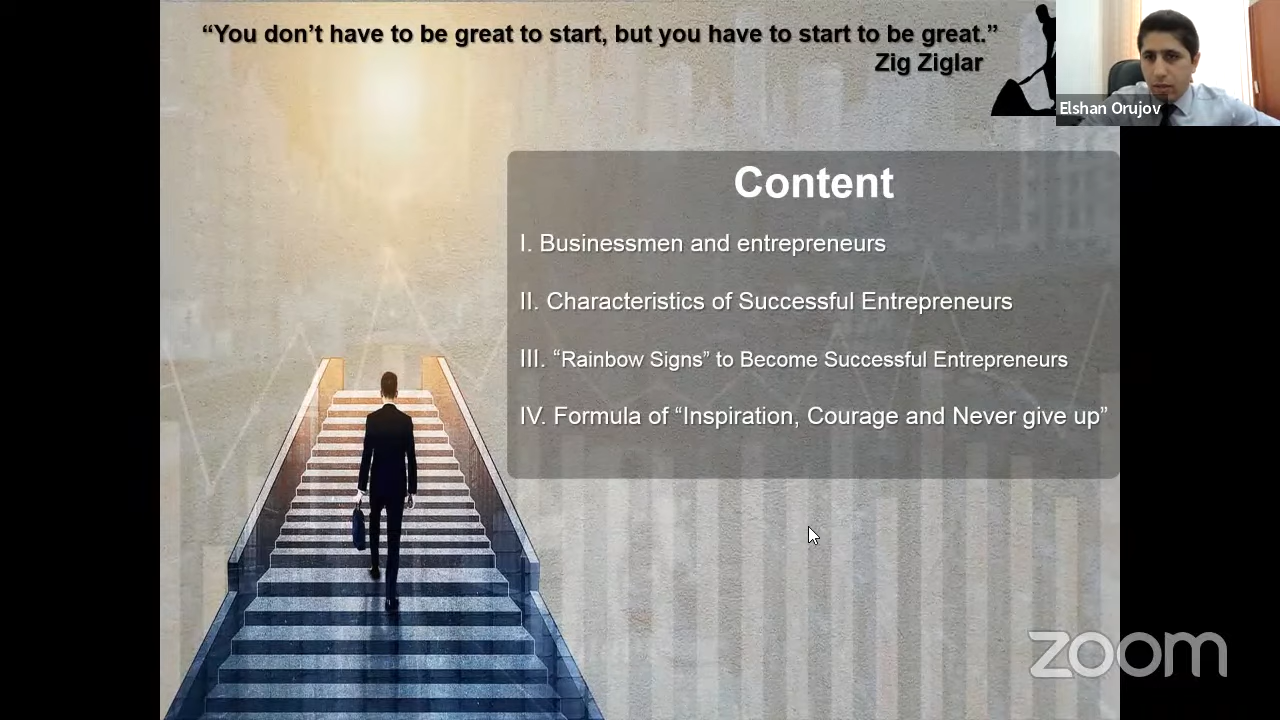 “You don’t have to be great to start, but you have to start to be great.”
Zig Ziglar
Elshan Orujov
Content
I. Businessmen and entrepreneurs
II. Characteristics of Successful Entrepreneurs
III. “Rainbow Signs” to Become Successful Entrepreneurs
IV. Formula of “Inspiration, Courage and Never give up”
zoom